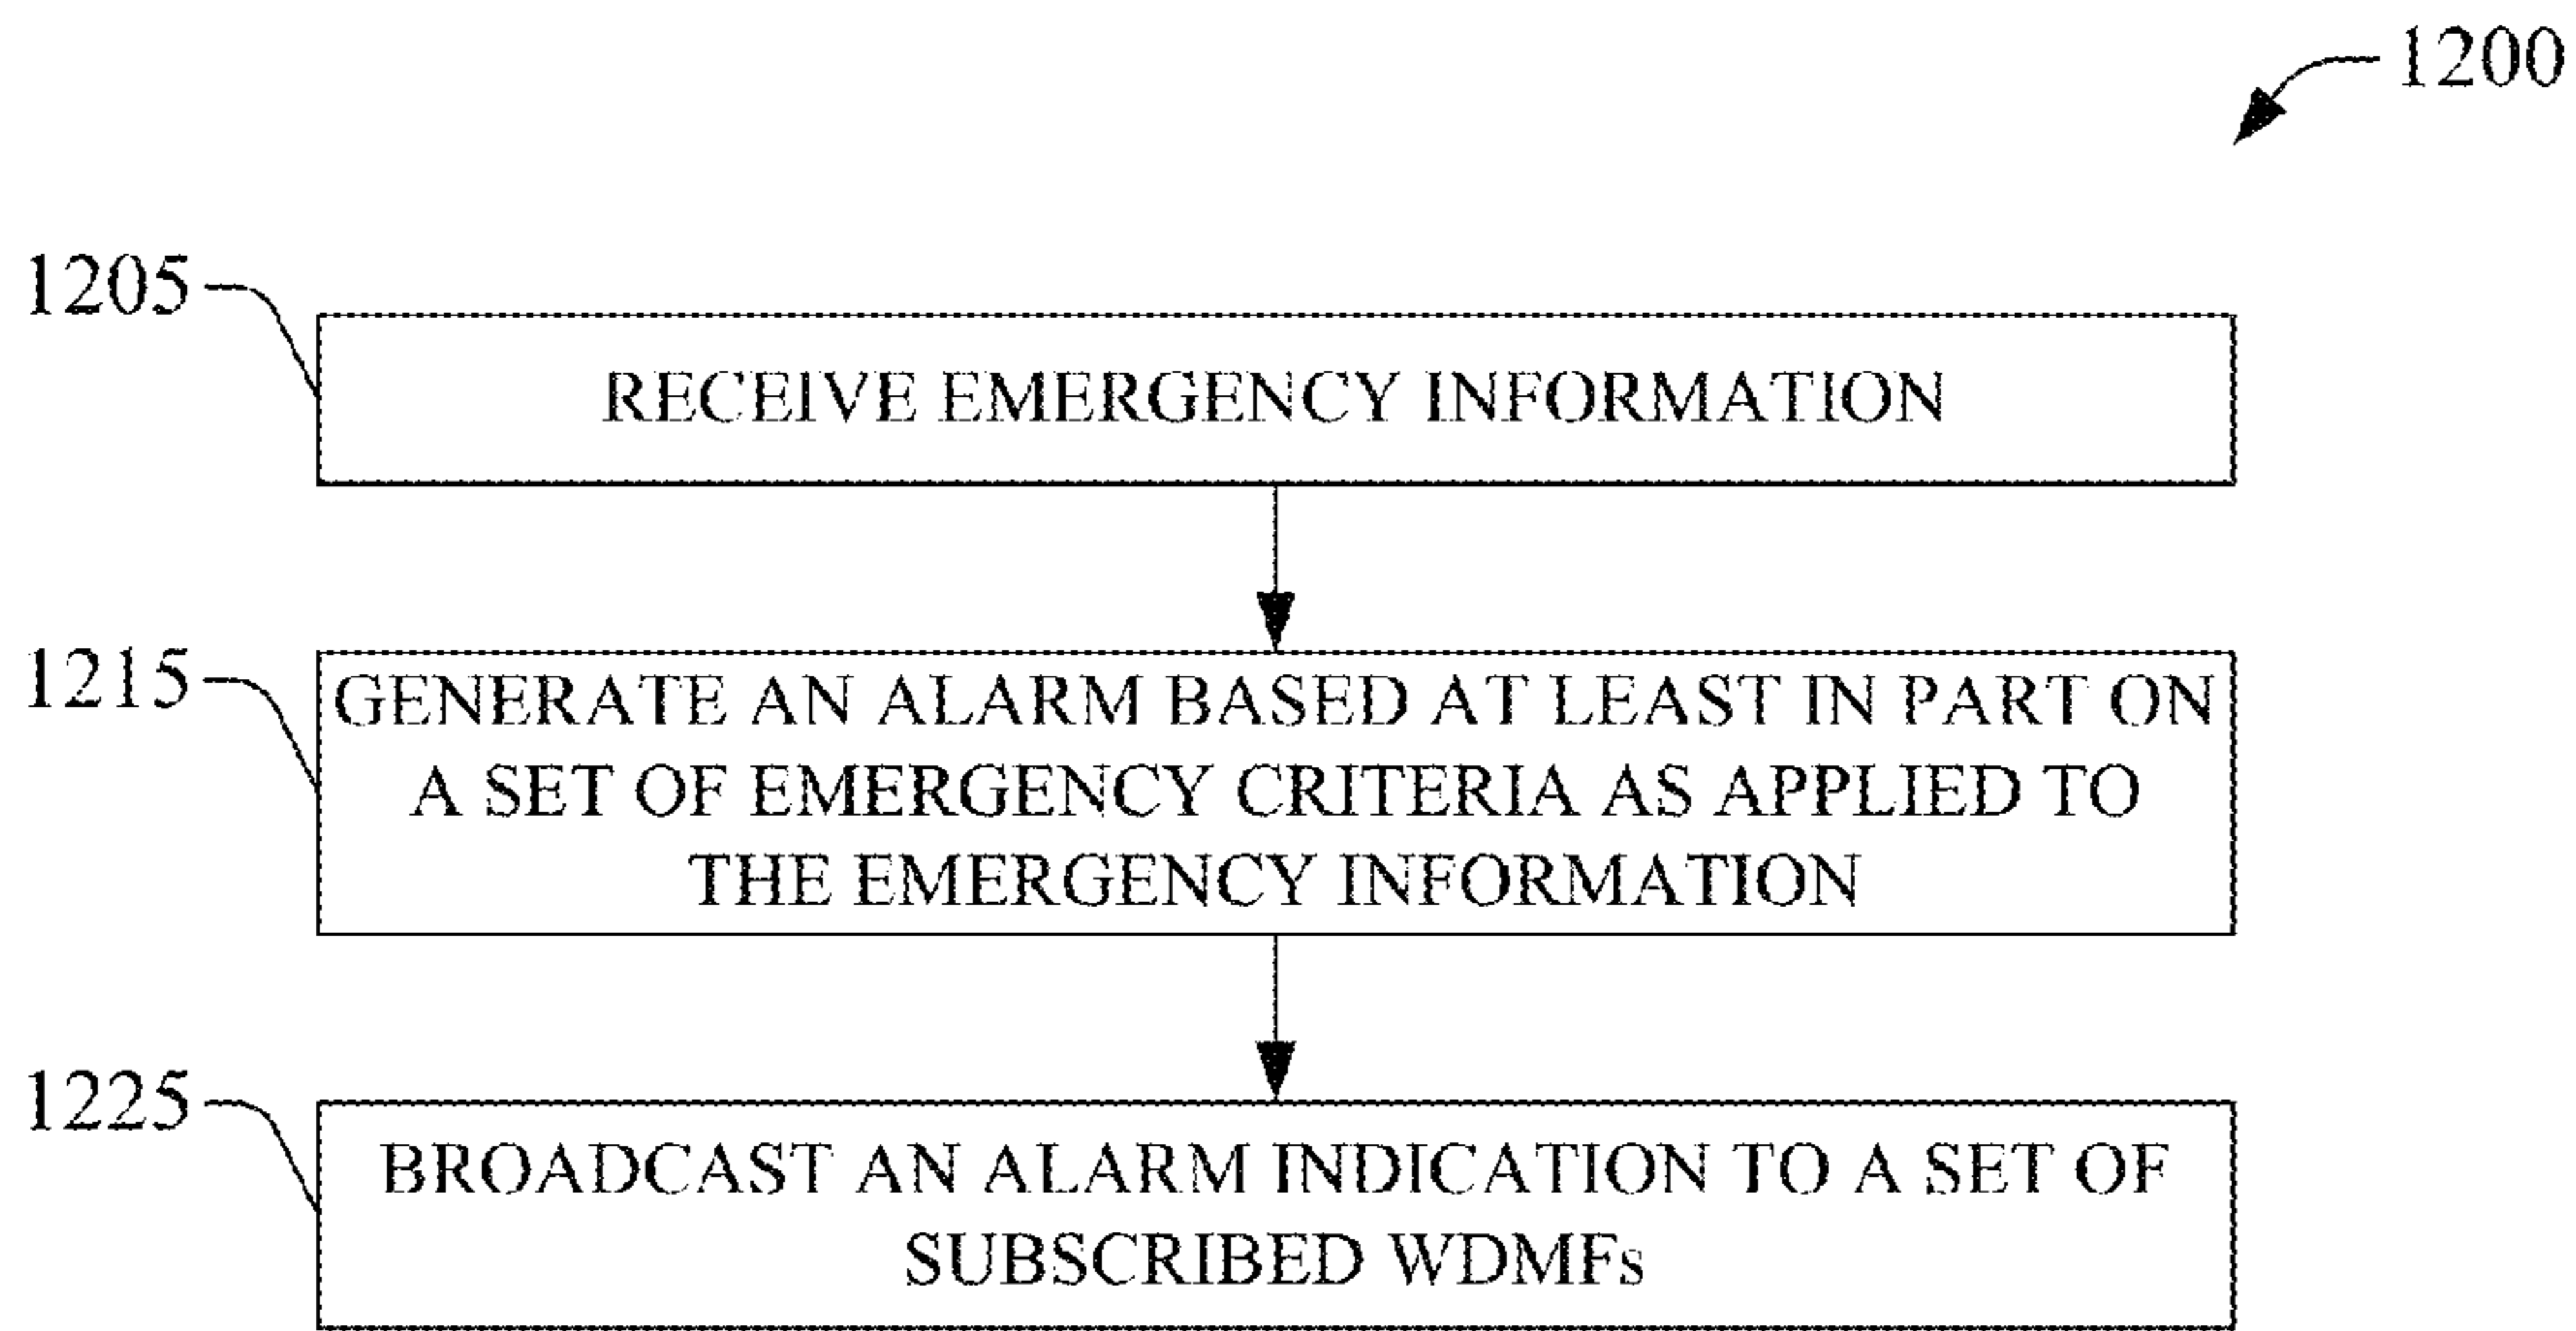 1200
1205
RECEIVE EMERGENCY INFORMATION
1215
GENERATE AN ALARM BASED AT LEAST IN PART ON
A SET OF EMERGENCY CRITERIA AS APPLIED TO
THE EMERGENCY INFORMATION
1225
BROADCAST AN ALARM INDICATION TO A SET OF
SUBSCRIBED WDMFs